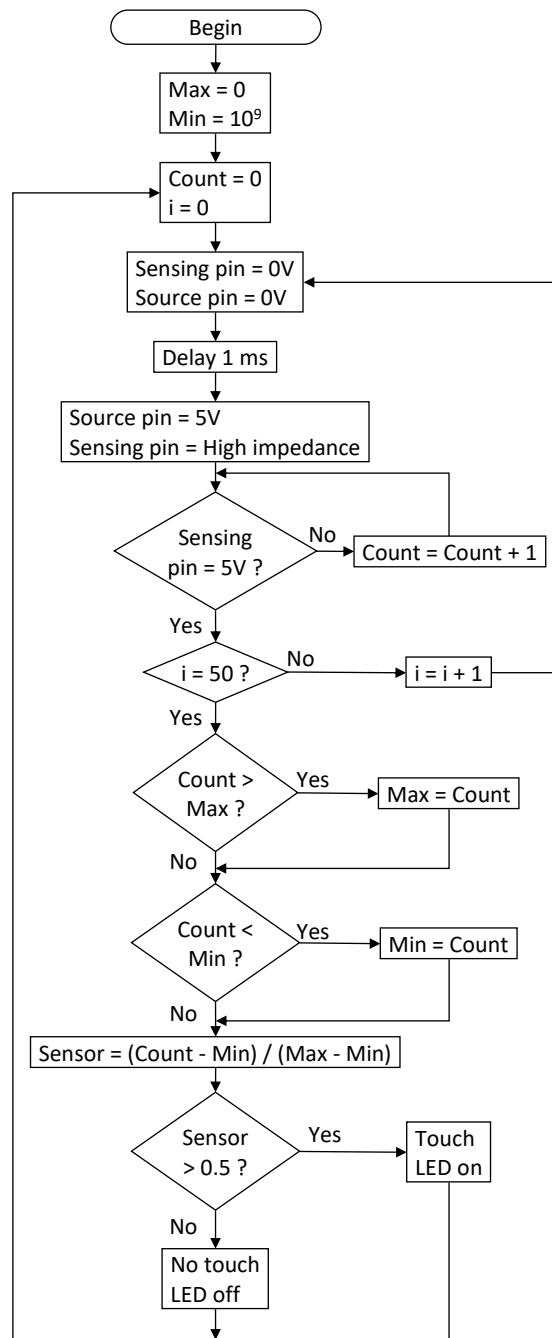 Begin
Max = 0
Min = 10⁹
Count = 0
i = 0
Sensing pin = 0V
Source pin = 0V
Delay 1 ms
Source pin = 5V
Sensing pin = High impedance
Sensing
pin = 5V ?
No
Count = Count + 1
Yes
i = 50 ?
No
i = i + 1
Yes
Count >
Max ?
Yes
Max = Count
No
Count <
Min ?
Yes
Min = Count
No
Sensor = (Count - Min) / (Max - Min)
Sensor
> 0.5 ?
Yes
Touch
LED on
No
No touch
LED off